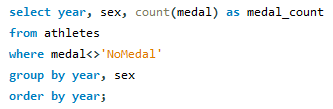 select year, sex, count(medal) as medal_count
from athletes
where medal<>'NoMedal'
group by year, sex
order by year;